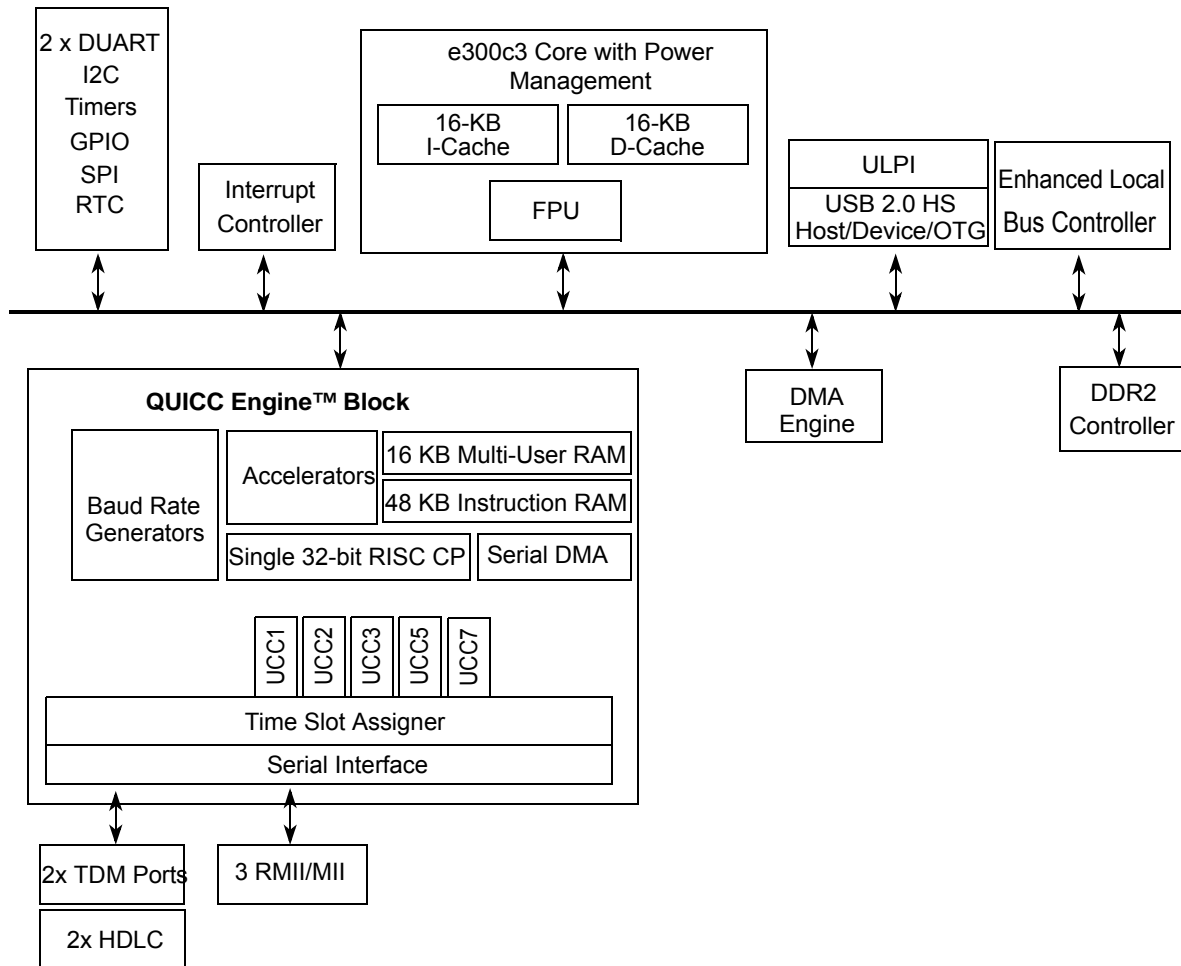 2 x DUART
I2C
Timers
GPIO
SPI
RTC
Interrupt
Controller
e300c3 Core with Power
Management
16-KB
I-Cache
16-KB
D-Cache
FPU
ULPI
USB 2.0 HS
Host/Device/OTG
Enhanced Local
Bus Controller
QUICC Engine™ Block
Baud Rate
Generators
Accelerators
16 KB Multi-User RAM
48 KB Instruction RAM
Single 32-bit RISC CP
Serial DMA
UCC1
UCC2
UCC3
UCC5
UCC7
Time Slot Assigner
Serial Interface
DMA
Engine
DDR2
Controller
2x TDM Ports
3 RMII/MII
2x HDLC